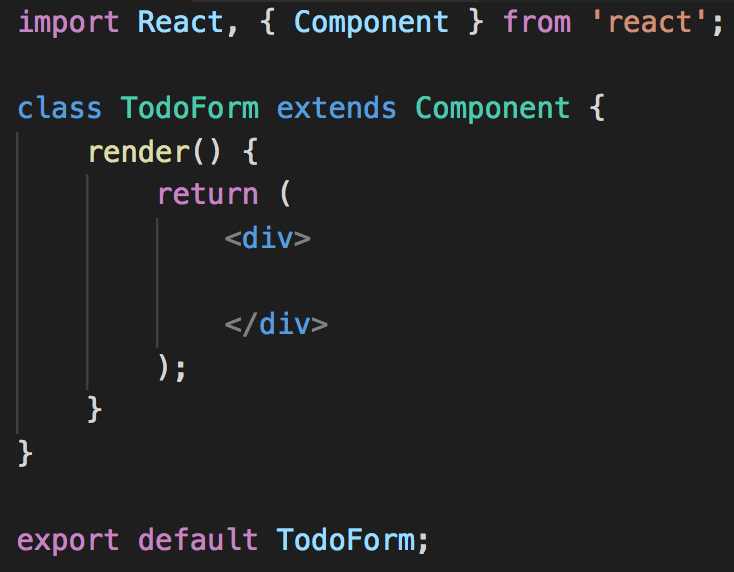 import React, { Component } from 'react';

class TodoForm extends Component {
    render() {
        return (
            <div>

            </div>
        );
    }
}

export default TodoForm;